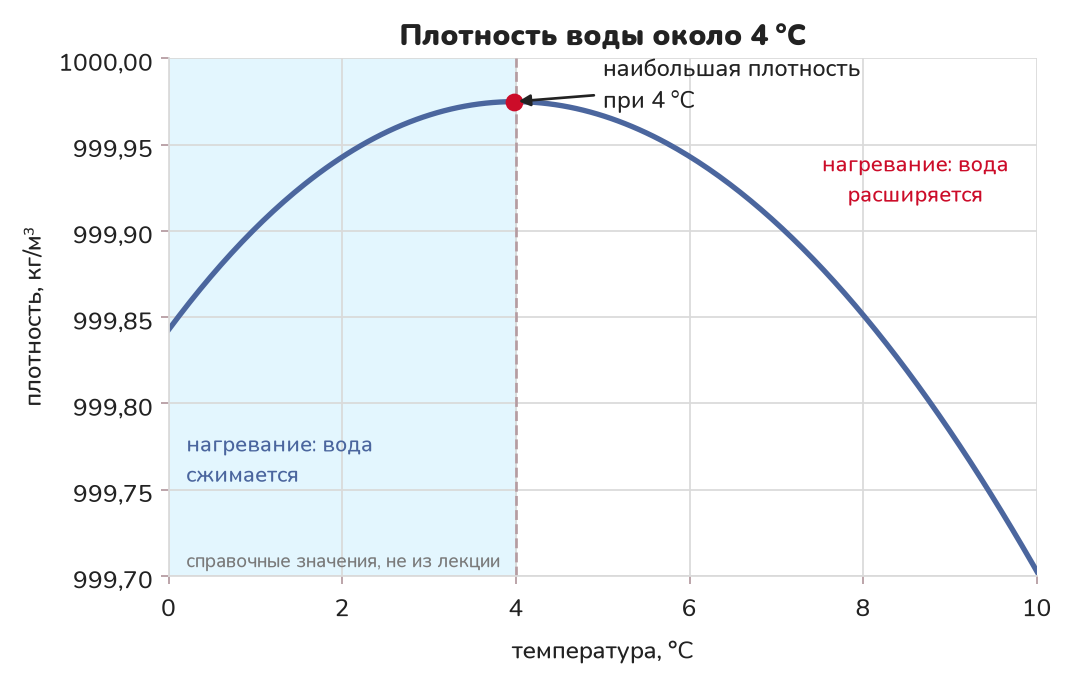 Плотность воды около 4 °C
наибольшая плотность
при 4 °C
нагревание: вода
расширяется
нагревание: вода
сжимается
справочные значения, не из лекции
плотность, кг/м³
1000,00
999,95
999,90
999,85
999,80
999,75
999,70
0 2 4 6 8 10
температура, °C